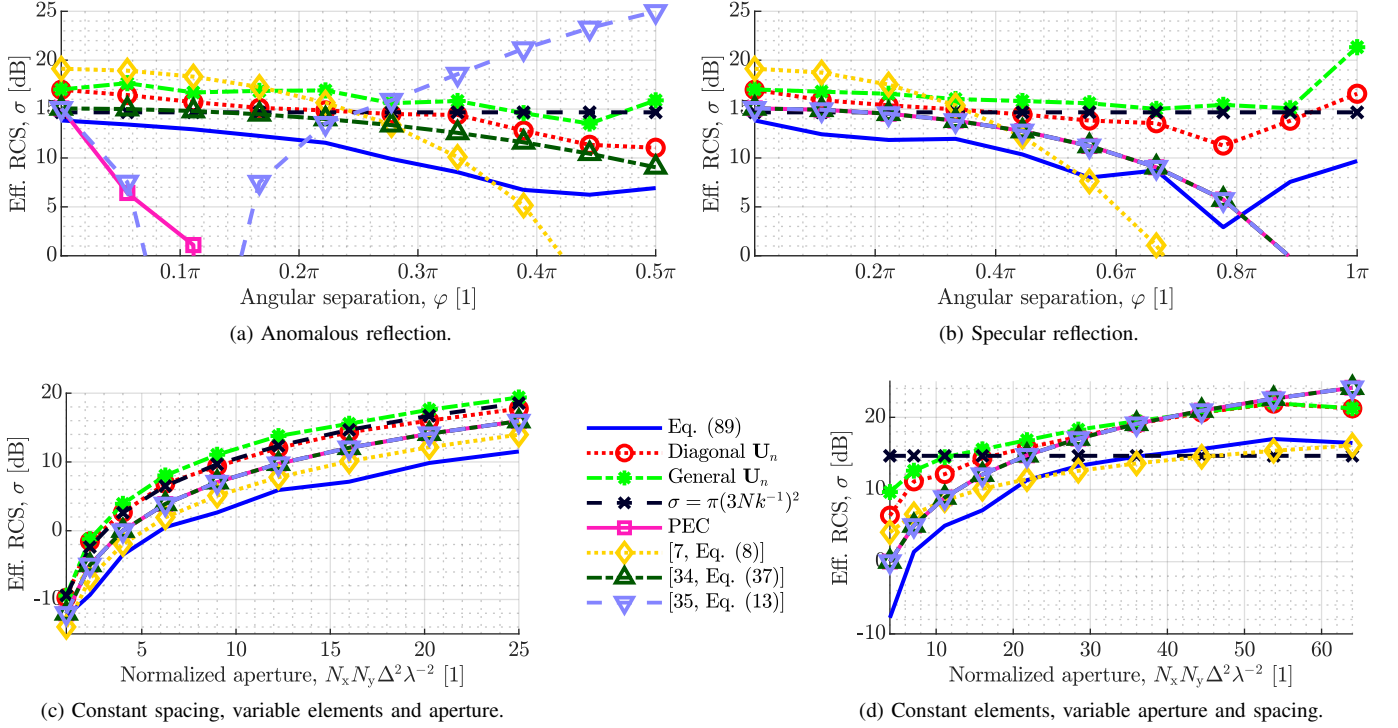 25
20
15
10
5
0
Eff. RCS, σ [dB]
0.1π 0.2π 0.3π 0.4π 0.5π
Angular separation, φ [1]
(a) Anomalous reflection.
25
20
15
10
5
0
Eff. RCS, σ [dB]
0.2π 0.4π 0.6π 0.8π 1π
Angular separation, φ [1]
(b) Specular reflection.
20
10
0
-10
Eff. RCS, σ [dB]
5 10 15 20 25
Normalized aperture, NₓNᵧΔ²λ⁻² [1]
(c) Constant spacing, variable elements and aperture.
Eq. (89)
Diagonal Uₙ
General Uₙ
σ = π(3Nk⁻¹)²
PEC
[7, Eq. (8)]
[34, Eq. (37)]
[35, Eq. (13)]
20
10
0
-10
Eff. RCS, σ [dB]
10 20 30 40 50 60
Normalized aperture, NₓNᵧΔ²λ⁻² [1]
(d) Constant elements, variable aperture and spacing.